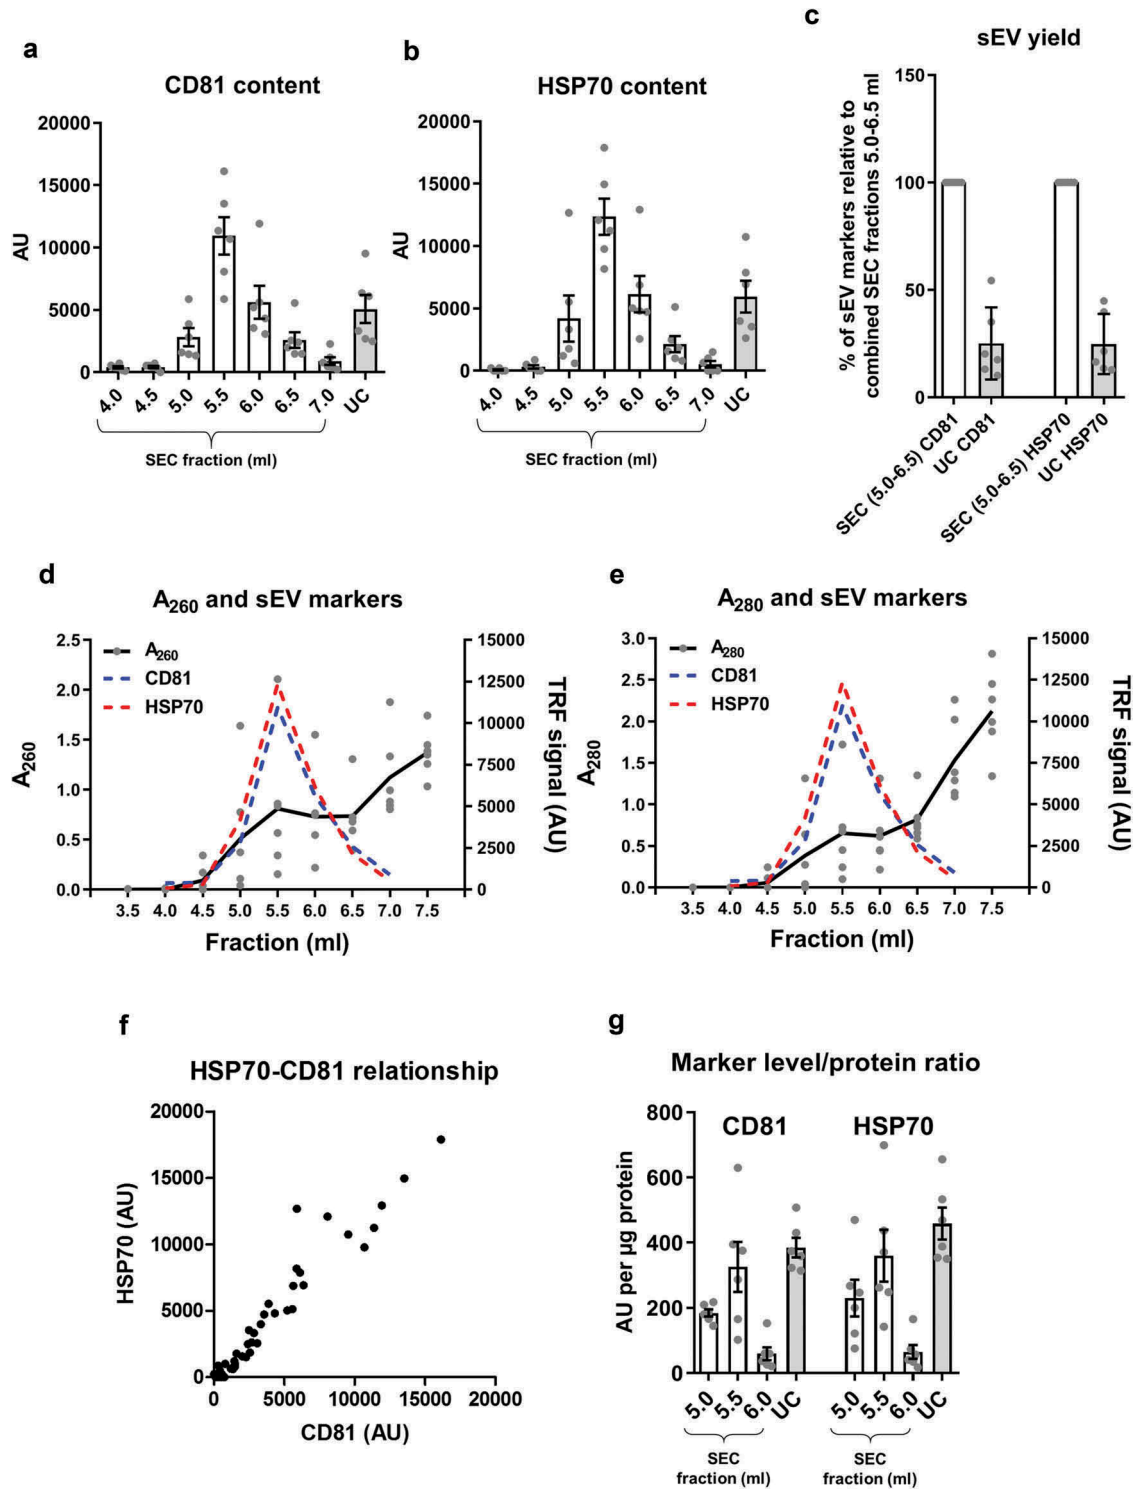 a
CD81 content
20000
15000
10000
5000
0
AU
4.0
4.5
5.0
5.5
6.0
6.5
7.0
UC
SEC fraction (ml)
b
HSP70 content
20000
15000
10000
5000
0
AU
4.0
4.5
5.0
5.5
6.0
6.5
7.0
UC
SEC fraction (ml)
c
sEV yield
% of sEV markers relative to
combined SEC fractions 5.0-6.5 ml
150
100
50
0
SEC (5.0-6.5) CD81
UC CD81
SEC (5.0-6.5) HSP70
UC HSP70
d
A260 and sEV markers
A260
CD81
HSP70
2.5
2.0
1.5
1.0
0.5
0.0
A260
15000
12500
10000
7500
5000
2500
0
TRF signal (AU)
3.5 4.0 4.5 5.0 5.5 6.0 6.5 7.0 7.5
Fraction (ml)
e
A280 and sEV markers
A280
CD81
HSP70
3.0
2.5
2.0
1.5
1.0
0.5
0.0
A280
15000
12500
10000
7500
5000
2500
0
TRF signal (AU)
3.5 4.0 4.5 5.0 5.5 6.0 6.5 7.0 7.5
Fraction (ml)
f
HSP70-CD81 relationship
20000
15000
10000
5000
0
HSP70 (AU)
0 5000 10000 15000 20000
CD81 (AU)
g
Marker level/protein ratio
CD81 HSP70
800
600
400
200
0
AU per µg protein
5.0
5.5
6.0
UC
5.0
5.5
6.0
UC
SEC
fraction (ml)
SEC
fraction (ml)